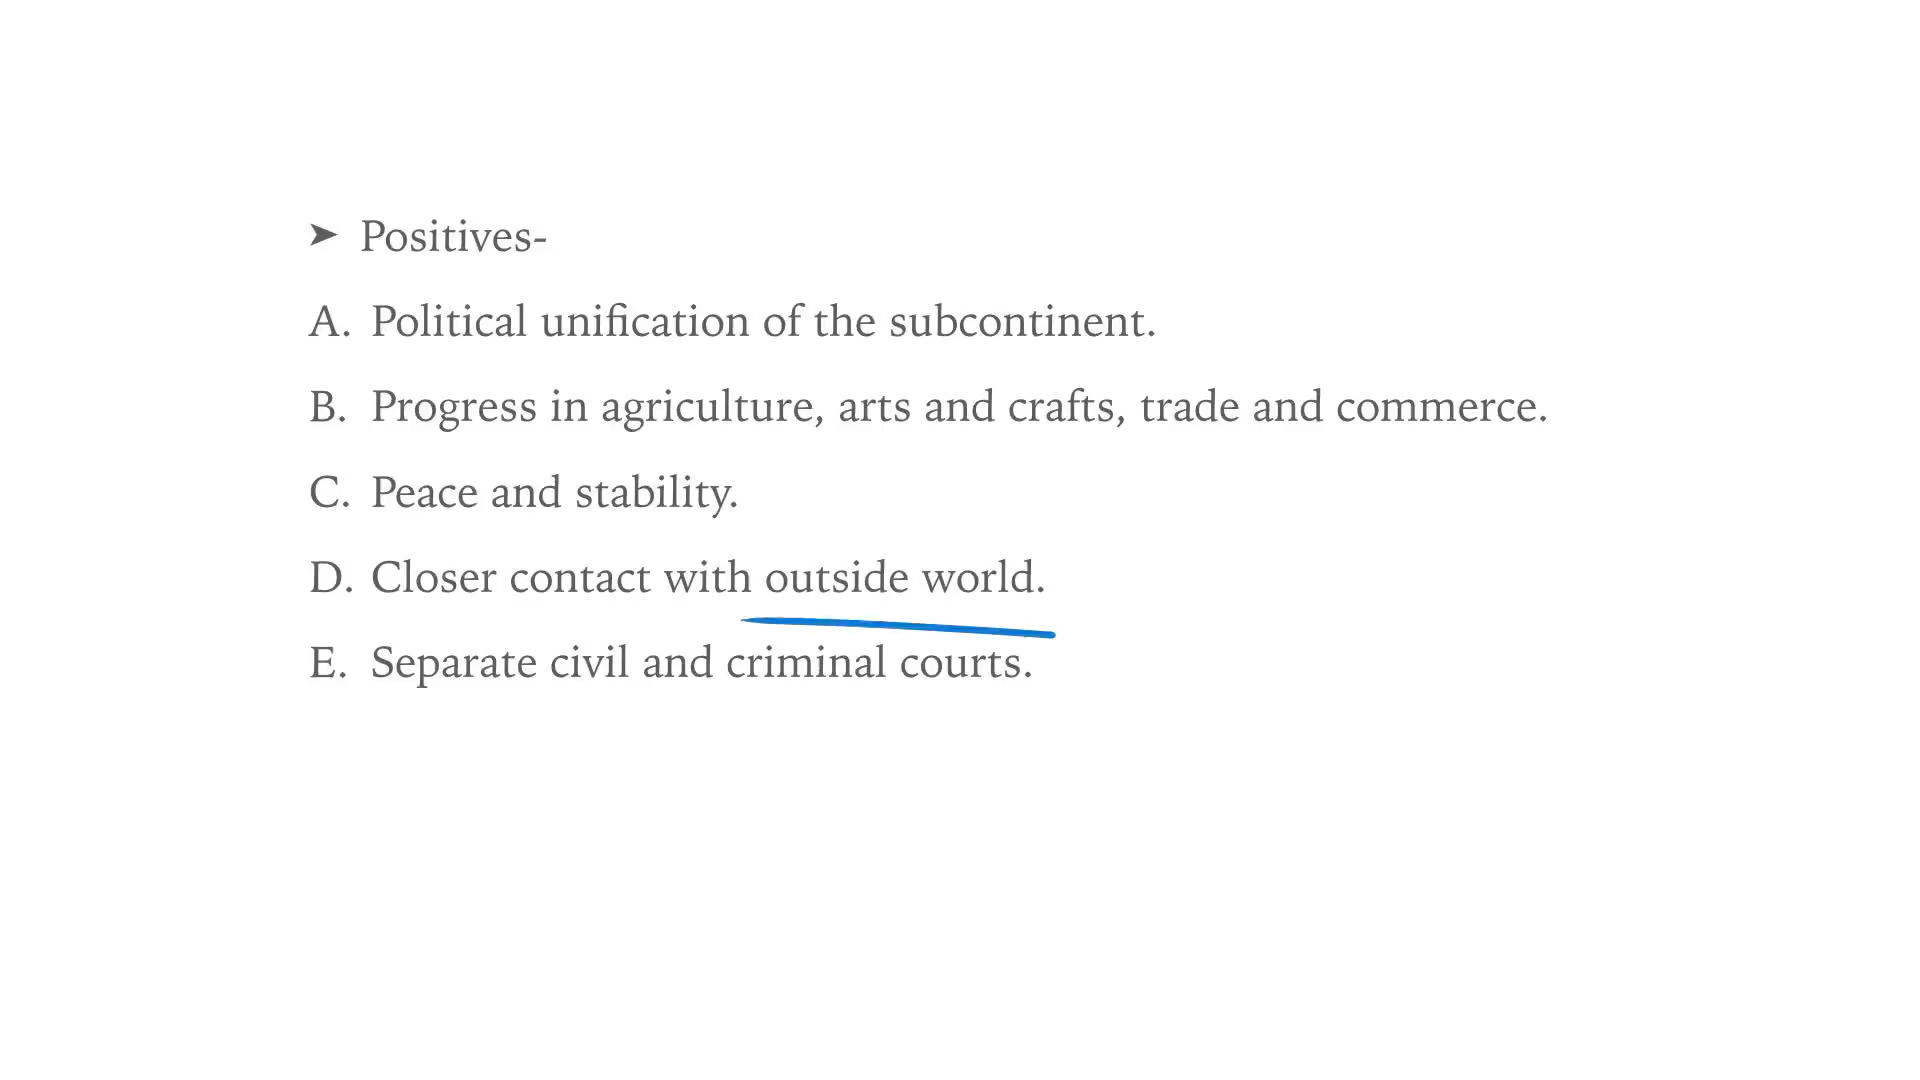 ➤ Positives-
A. Political unification of the subcontinent.
B. Progress in agriculture, arts and crafts, trade and commerce.
C. Peace and stability.
D. Closer contact with outside world.
E. Separate civil and criminal courts.